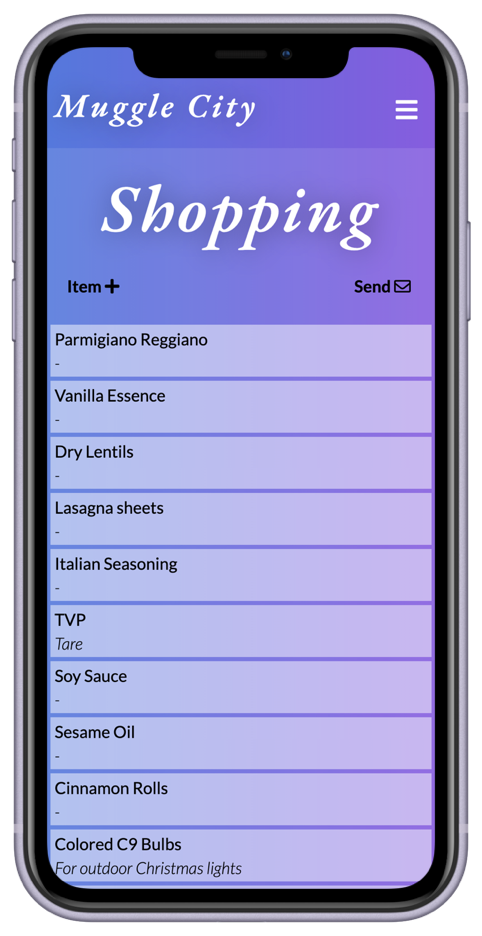 Muggle City
Shopping
Item
Send
Parmigiano Reggiano
-
Vanilla Essence
-
Dry Lentils
-
Lasagna sheets
-
Italian Seasoning
-
TVP
Tare
Soy Sauce
-
Sesame Oil
-
Cinnamon Rolls
-
Colored C9 Bulbs
For outdoor Christmas lights